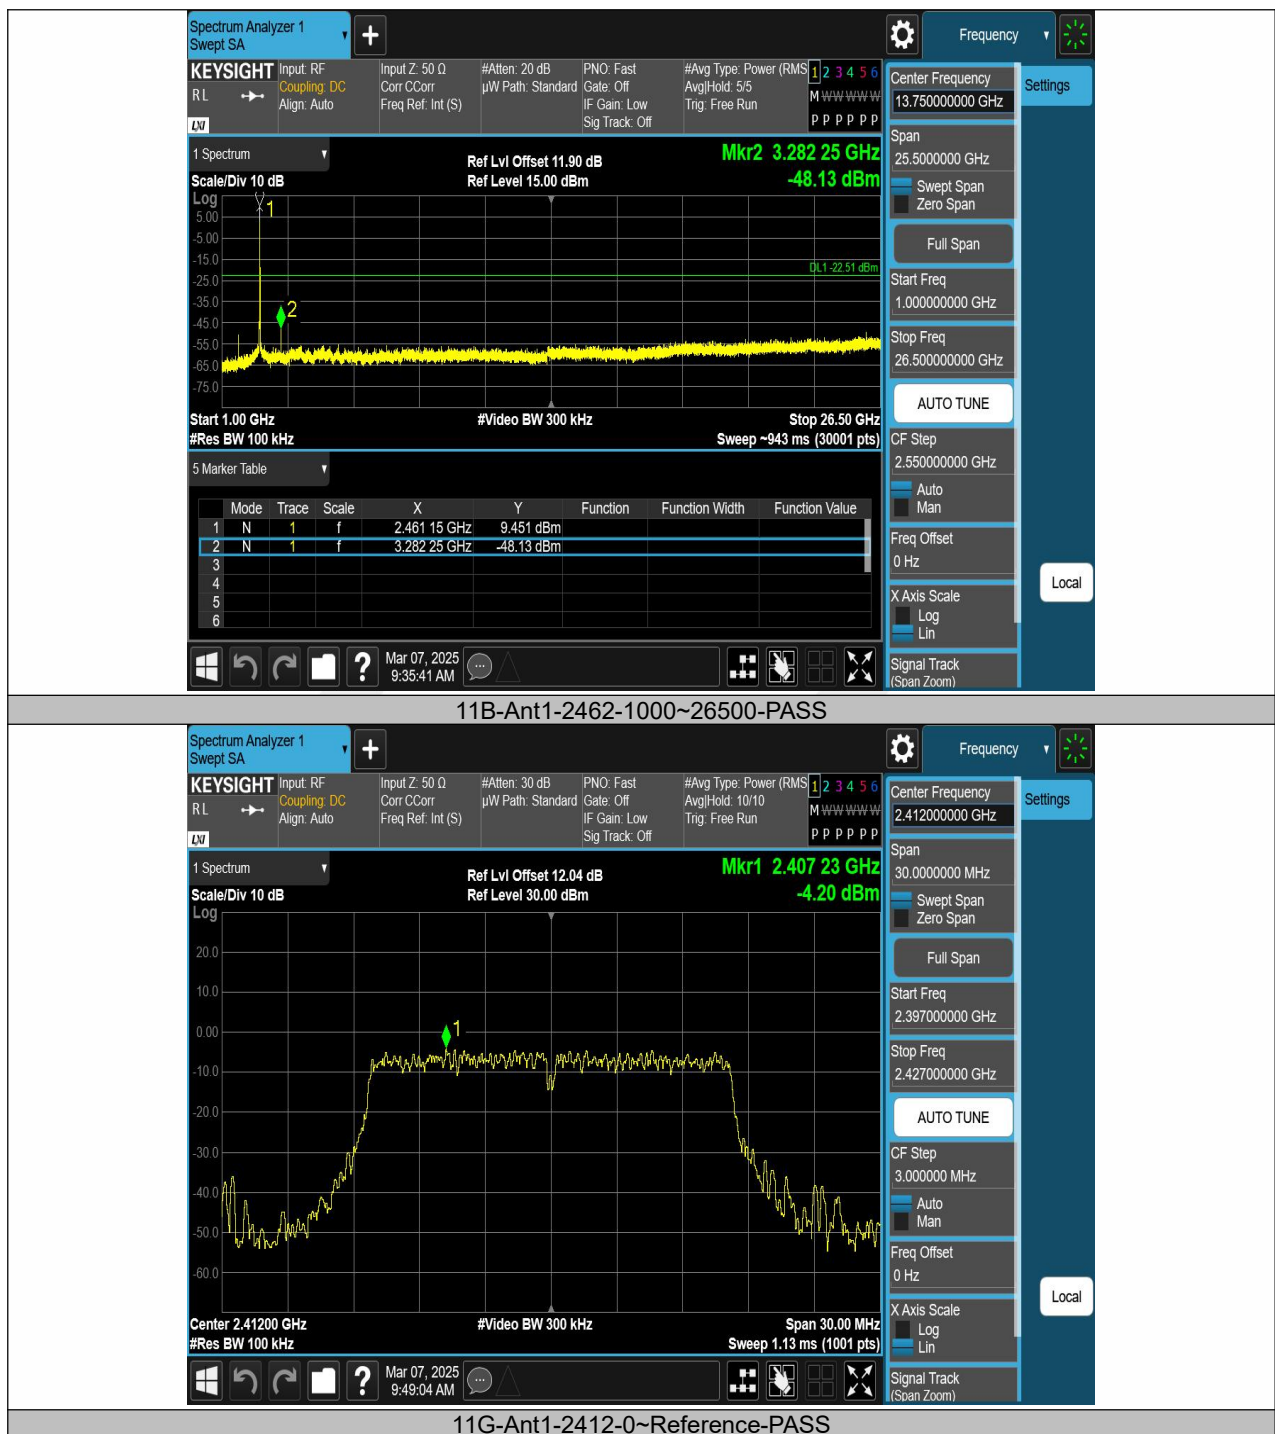 Spectrum Analyzer 1
Swept SA
+
Frequency
KEYSIGHT
RL
LXI
Input: RF
Coupling: DC
Align: Auto
Input Z: 50 Ω
Corr CCorr
Freq Ref: Int (S)
#Atten: 20 dB
µW Path: Standard
PNO: Fast
Gate: Off
IF Gain: Low
Sig Track: Off
#Avg Type: Power (RMS
Avg|Hold: 5/5
Trig: Free Run
1 2 3 4 5 6
M W W W W W
P P P P P P
1 Spectrum
Scale/Div 10 dB
Ref Lvl Offset 11.90 dB
Ref Level 15.00 dBm
Mkr2 3.282 25 GHz
-48.13 dBm
Log
1
5.00
-5.00
-15.0
DL1 -22.51 dBm
-25.0
-35.0
2
-45.0
-55.0
-65.0
-75.0
Start 1.00 GHz
#Video BW 300 kHz
Stop 26.50 GHz
#Res BW 100 kHz
Sweep ~943 ms (30001 pts)
5 Marker Table
Mode Trace Scale X Y Function Function Width Function Value
1 N 1 f 2.461 15 GHz 9.451 dBm
2 N 1 f 3.282 25 GHz -48.13 dBm
3
4
5
6
Mar 07, 2025
9:35:41 AM
Center Frequency
13.750000000 GHz
Settings
Span
25.5000000 GHz
Swept Span
Zero Span
Full Span
Start Freq
1.000000000 GHz
Stop Freq
26.500000000 GHz
AUTO TUNE
CF Step
2.550000000 GHz
Auto
Man
Freq Offset
0 Hz
Local
X Axis Scale
Log
Lin
Signal Track
(Span Zoom)
11B-Ant1-2462-1000~26500-PASS
Spectrum Analyzer 1
Swept SA
+
Frequency
KEYSIGHT
RL
LXI
Input: RF
Coupling: DC
Align: Auto
Input Z: 50 Ω
Corr CCorr
Freq Ref: Int (S)
#Atten: 30 dB
µW Path: Standard
PNO: Fast
Gate: Off
IF Gain: Low
Sig Track: Off
#Avg Type: Power (RMS
Avg|Hold: 10/10
Trig: Free Run
1 2 3 4 5 6
M W W W W W
P P P P P P
1 Spectrum
Scale/Div 10 dB
Ref Lvl Offset 12.04 dB
Ref Level 30.00 dBm
Mkr1 2.407 23 GHz
-4.20 dBm
Log
20.0
10.0
0.00
1
-10.0
-20.0
-30.0
-40.0
-50.0
-60.0
Center 2.41200 GHz
#Video BW 300 kHz
Span 30.00 MHz
#Res BW 100 kHz
Sweep 1.13 ms (1001 pts)
Mar 07, 2025
9:49:04 AM
Center Frequency
2.412000000 GHz
Settings
Span
30.0000000 MHz
Swept Span
Zero Span
Full Span
Start Freq
2.397000000 GHz
Stop Freq
2.427000000 GHz
AUTO TUNE
CF Step
3.000000 MHz
Auto
Man
Freq Offset
0 Hz
Local
X Axis Scale
Log
Lin
Signal Track
(Span Zoom)
11G-Ant1-2412-0~Reference-PASS